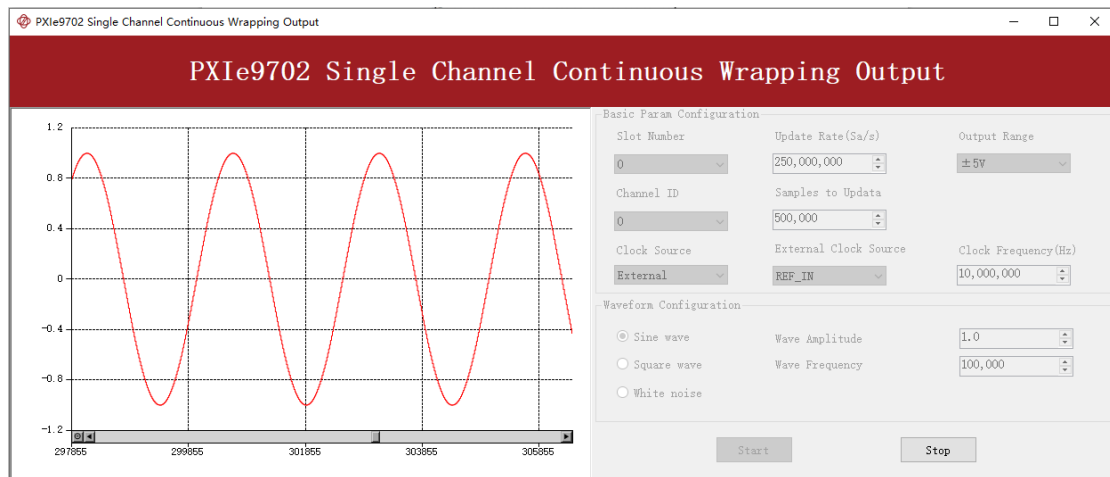 PXIe9702 Single Channel Continuous Wrapping Output
PXIe9702 Single Channel Continuous Wrapping Output
1.2
0.8
0.4
0
-0.4
-0.8
-1.2
297855 299855 301855 303855 305855
Basic Param Configuration
Slot Number Update Rate(Sa/s) Output Range
0 250,000,000 ±5V
Channel ID Samples to Updata
0 500,000
Clock Source External Clock Source Clock Frequency(Hz)
External REF_IN 10,000,000
Waveform Configuration
Sine wave Wave Amplitude 1.0
Square wave Wave Frequency 100,000
White noise
Start Stop